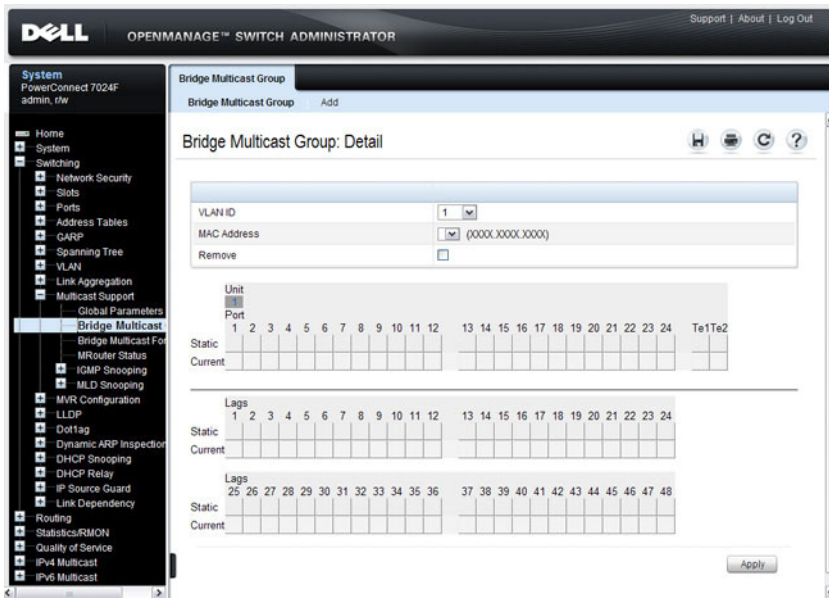 Support | About | Log Out
DELL OPENMANAGE™ SWITCH ADMINISTRATOR
System
PowerConnect 7024F
admin, r/w
Home
System
Switching
Network Security
Slots
Ports
Address Tables
GARP
Spanning Tree
VLAN
Link Aggregation
Multicast Support
Global Parameters
Bridge Multicast
Bridge Multicast For
MRouter Status
IGMP Snooping
MLD Snooping
MVR Configuration
LLDP
Dot1ag
Dynamic ARP Inspection
DHCP Snooping
DHCP Relay
IP Source Guard
Link Dependency
Routing
Statistics/RMON
Quality of Service
IPv4 Multicast
IPv6 Multicast
Bridge Multicast Group
Bridge Multicast Group Add
Bridge Multicast Group: Detail
VLAN ID 1
MAC Address (XXXX.XXXX.XXXX)
Remove
Unit
1
Port
1 2 3 4 5 6 7 8 9 10 11 12 13 14 15 16 17 18 19 20 21 22 23 24 Te1Te2
Static
Current
Lags
1 2 3 4 5 6 7 8 9 10 11 12 13 14 15 16 17 18 19 20 21 22 23 24
Static
Current
Lags
25 26 27 28 29 30 31 32 33 34 35 36 37 38 39 40 41 42 43 44 45 46 47 48
Static
Current
Apply